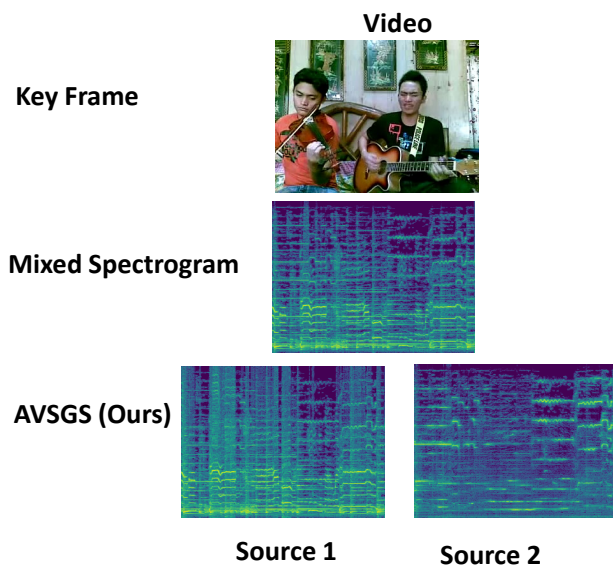 Video
Key Frame
Mixed Spectrogram
AVSGS (Ours)
Source 1
Source 2